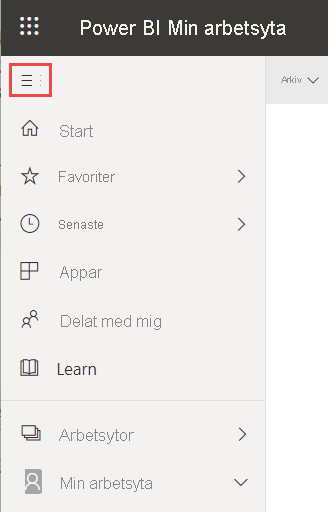 Power BI Min arbetsyta
Arkiv
Start
Favoriter
Senaste
Appar
Delat med mig
Learn
Arbetsytor
Min arbetsyta